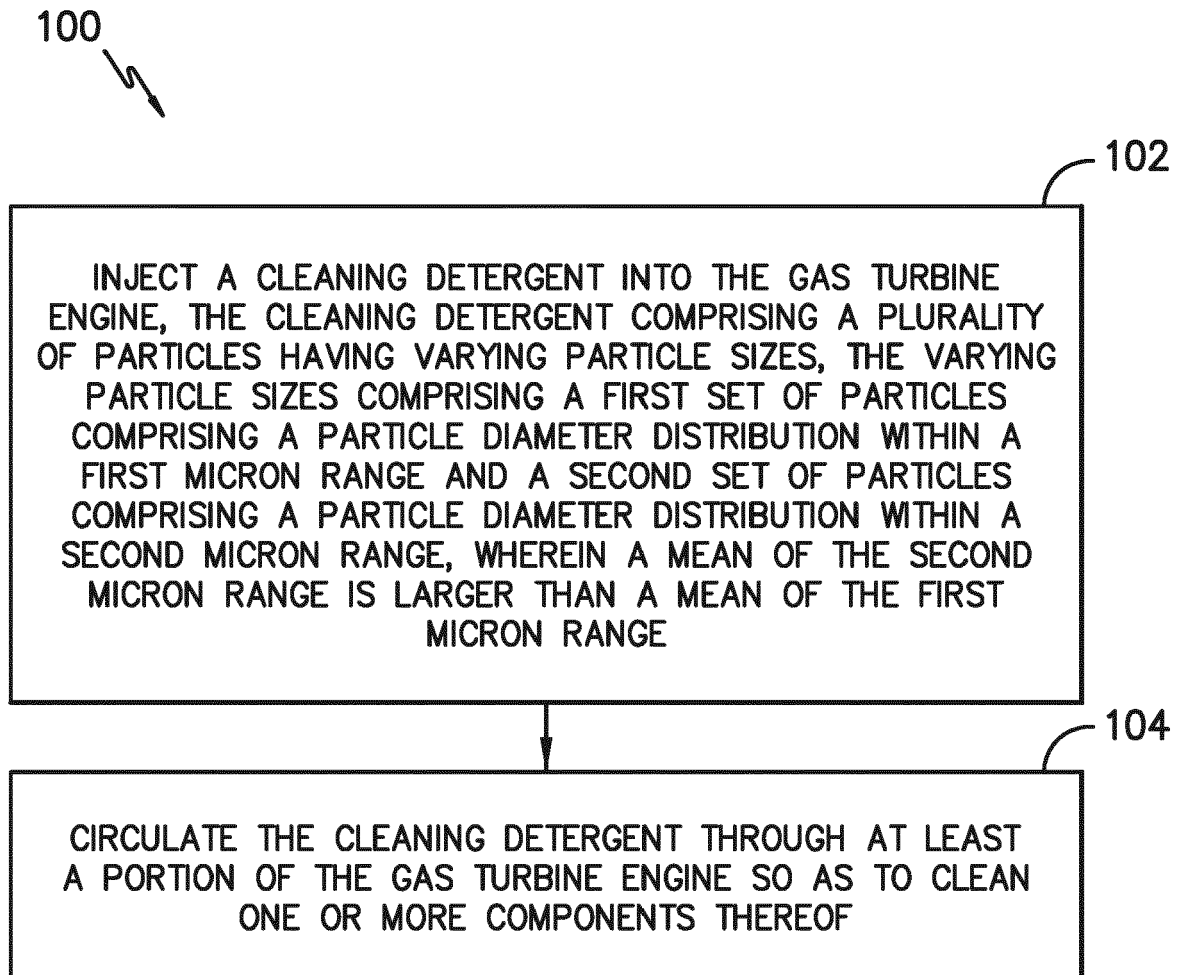 100
102
INJECT A CLEANING DETERGENT INTO THE GAS TURBINE
ENGINE, THE CLEANING DETERGENT COMPRISING A PLURALITY
OF PARTICLES HAVING VARYING PARTICLE SIZES, THE VARYING
PARTICLE SIZES COMPRISING A FIRST SET OF PARTICLES
COMPRISING A PARTICLE DIAMETER DISTRIBUTION WITHIN A
FIRST MICRON RANGE AND A SECOND SET OF PARTICLES
COMPRISING A PARTICLE DIAMETER DISTRIBUTION WITHIN A
SECOND MICRON RANGE, WHEREIN A MEAN OF THE SECOND
MICRON RANGE IS LARGER THAN A MEAN OF THE FIRST
MICRON RANGE
104
CIRCULATE THE CLEANING DETERGENT THROUGH AT LEAST
A PORTION OF THE GAS TURBINE ENGINE SO AS TO CLEAN
ONE OR MORE COMPONENTS THEREOF